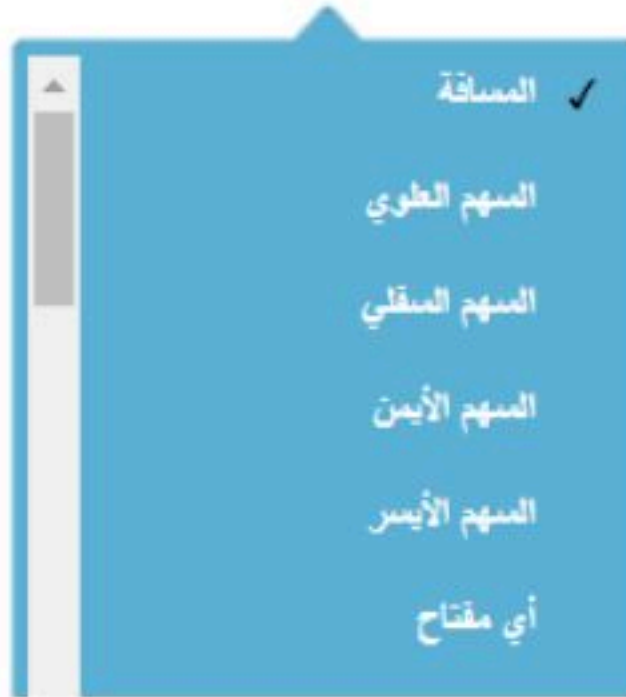 المسافة
السهم العلوي
السهم السفلي
السهم الأيمن
السهم الأيسر
أي مفتاح